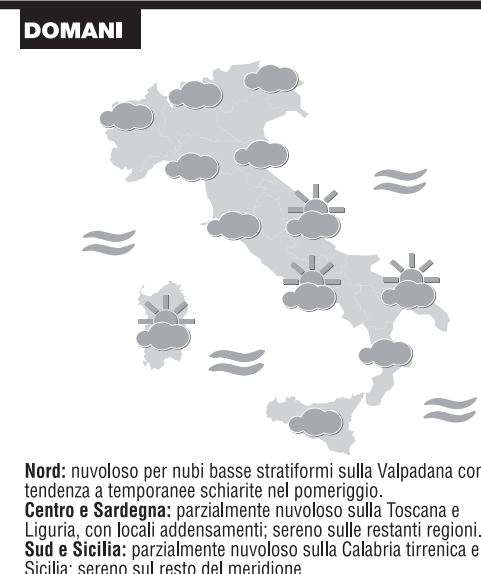 DOMANI
Nord: nuvoloso per nubi basse stratiformi sulla Valpadana con
tendenza a temporanee schiarite nel pomeriggio.
Centro e Sardegna: parzialmente nuvoloso sulla Toscana e
Liguria, con locali addensamenti; sereno sulle restanti regioni.
Sud e Sicilia: parzialmente nuvoloso sulla Calabria tirrenica e
Sicilia; sereno sul resto del meridione